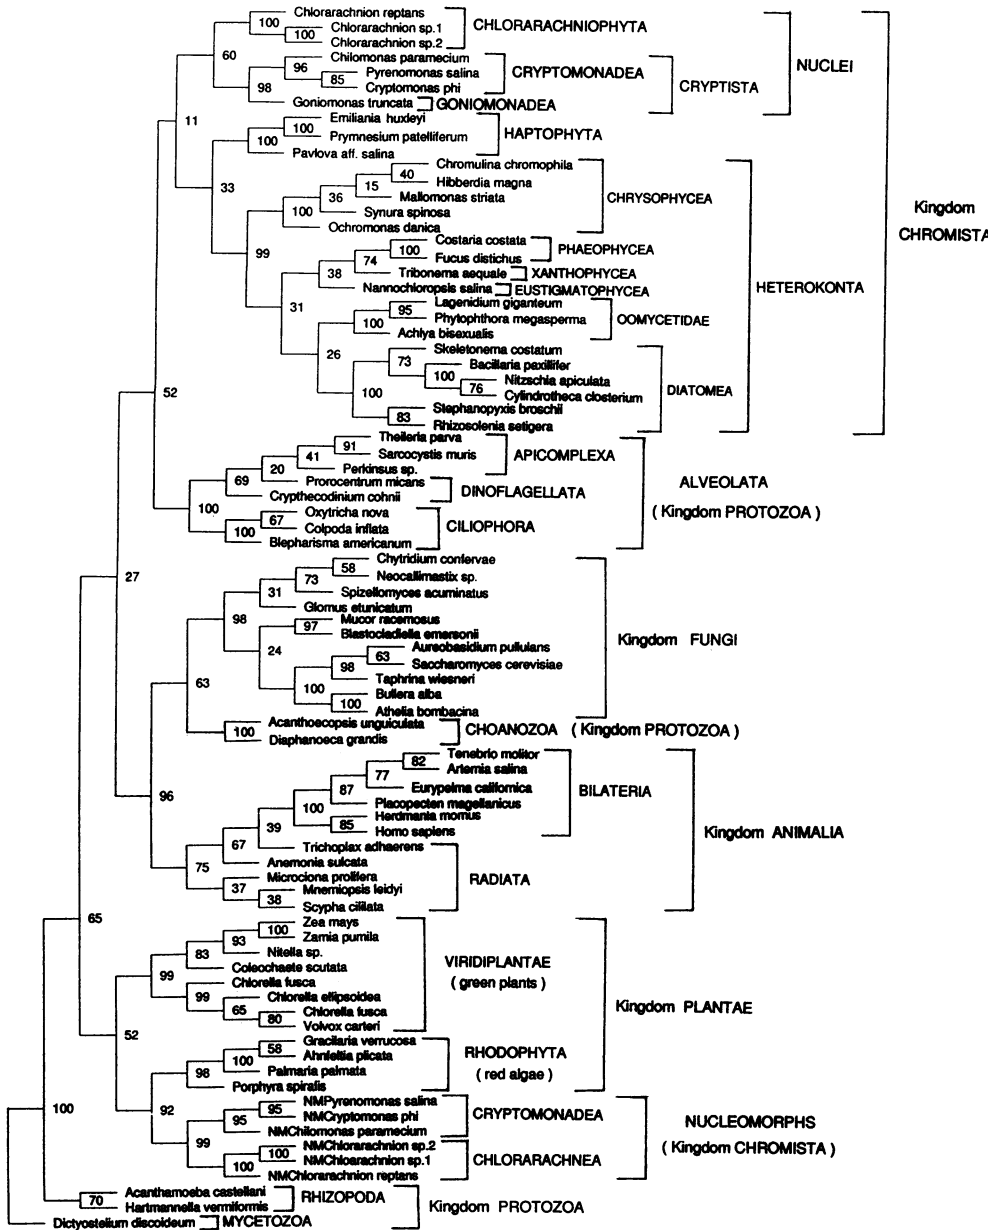 Chlorarachnion reptans
100
Chlorarachnion sp.1
CHLORARACHNIOPHYTA
100
Chlorarachnion sp.2
60
Chilomonas paramecium
NUCLEI
96
Pyrenomonas salina
CRYPTOMONADEA
85
CRYPTISTA
98
Cryptomonas phi
Goniomonas truncata
GONIOMONADEA
11
Emiliania huxleyi
100
HAPTOPHYTA
100
Prymnesium patelliferum
Pavlova aff. salina
33
Chromulina chromophila
40
15
Hibberdia magna
36
Mallomonas striata
CHRYSOPHYCEA
100
Synura spinosa
Kingdom
CHROMISTA
Ochromonas danica
99
Costaria costata
100
PHAEOPHYCEA
74
Fucus distichus
38
Tribonema aequale
XANTHOPHYCEA
Nannochloropsis salina
EUSTIGMATOPHYCEA
HETEROKONTA
31
Lagenidium giganteum
95
100
Phytophthora megasperma
OOMYCETIDAE
Achlya bisexualis
26
Skeletonema costatum
73
Bacillaria paxillifer
100
Nitzschia apiculata
76
100
Cylindrotheca closterium
DIATOMEA
52
Stephanopyxis broschii
83
Rhizosolenia setigera
Theileria parva
91
41
Sarcocystis muris
APICOMPLEXA
20
Perkinsus sp.
69
Prorocentrum micans
DINOFLAGELLATA
ALVEOLATA
Crypthecodinium cohnii
( Kingdom PROTOZOA )
100
Oxytricha nova
67
100
Colpoda inflata
CILIOPHORA
Blepharisma americanum
27
Chytridium confervae
58
73
Neocallimastix sp.
31
Spizellomyces acuminatus
Glomus etunicatum
98
Mucor racemosus
97
Blastocladiella emersonii
Kingdom FUNGI
24
Aureobasidium pullulans
63
98
Saccharomyces cerevisiae
Taphrina wiesneri
63
100
Bullera alba
100
Athelia bombacina
Acanthoecopsis unguiculata
100
CHOANOZOA
( Kingdom PROTOZOA )
Diaphanoeca grandis
Tenebrio molitor
82
77
Artemia salina
87
Eurypelma californica
BILATERIA
96
100
Placopecten magellanicus
Herdmania momus
85
39
Homo sapiens
Kingdom ANIMALIA
67
Trichoplax adhaerens
75
Anemonia sulcata
Microciona prolifera
37
RADIATA
Mnemiopsis leidyi
38
Scypha ciliata
65
Zea mays
100
93
Zamia pumila
83
Nitella sp.
VIRIDIPLANTAE
99
Coleochaete scutata
( green plants )
Chlorella fusca
99
Chlorella ellipsoidea
65
Chlorella fusca
80
Kingdom PLANTAE
Volvox carteri
52
Gracilaria verrucosa
58
100
Ahnfeltia plicata
RHODOPHYTA
98
Palmaria palmata
( red algae )
Porphyra spiralis
100
92
NMPyrenomonas salina
95
95
NMCryptomonas phi
CRYPTOMONADEA
NUCLEOMORPHS
NMChilomonas paramecium
( Kingdom CHROMISTA )
99
NMChlorarachnion sp.2
100
100
NMChloarachnion sp.1
CHLORARACHNEA
NMChlorarachnion reptans
Acanthamoeba castellani
70
RHIZOPODA
Hartmannella vermiformis
Kingdom PROTOZOA
Dictyostelium discoideum
MYCETOZOA